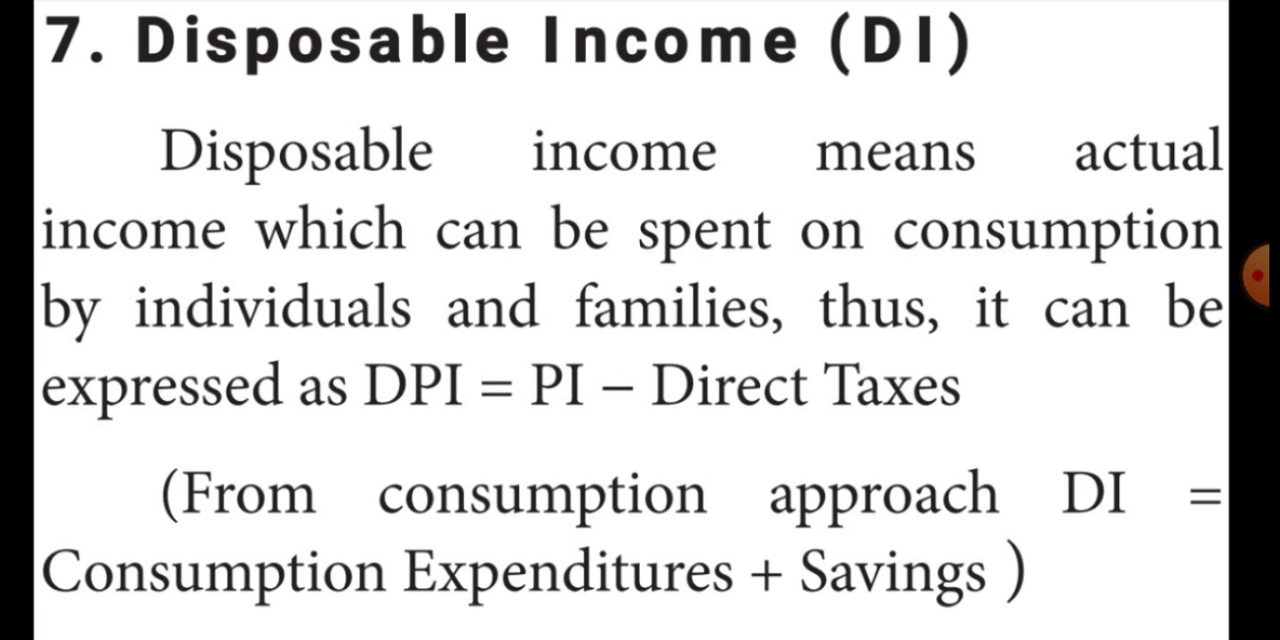 7. Disposable Income (DI)
Disposable income means actual
income which can be spent on consumption
by individuals and families, thus, it can be
expressed as DPI = PI – Direct Taxes
(From consumption approach DI =
Consumption Expenditures + Savings )